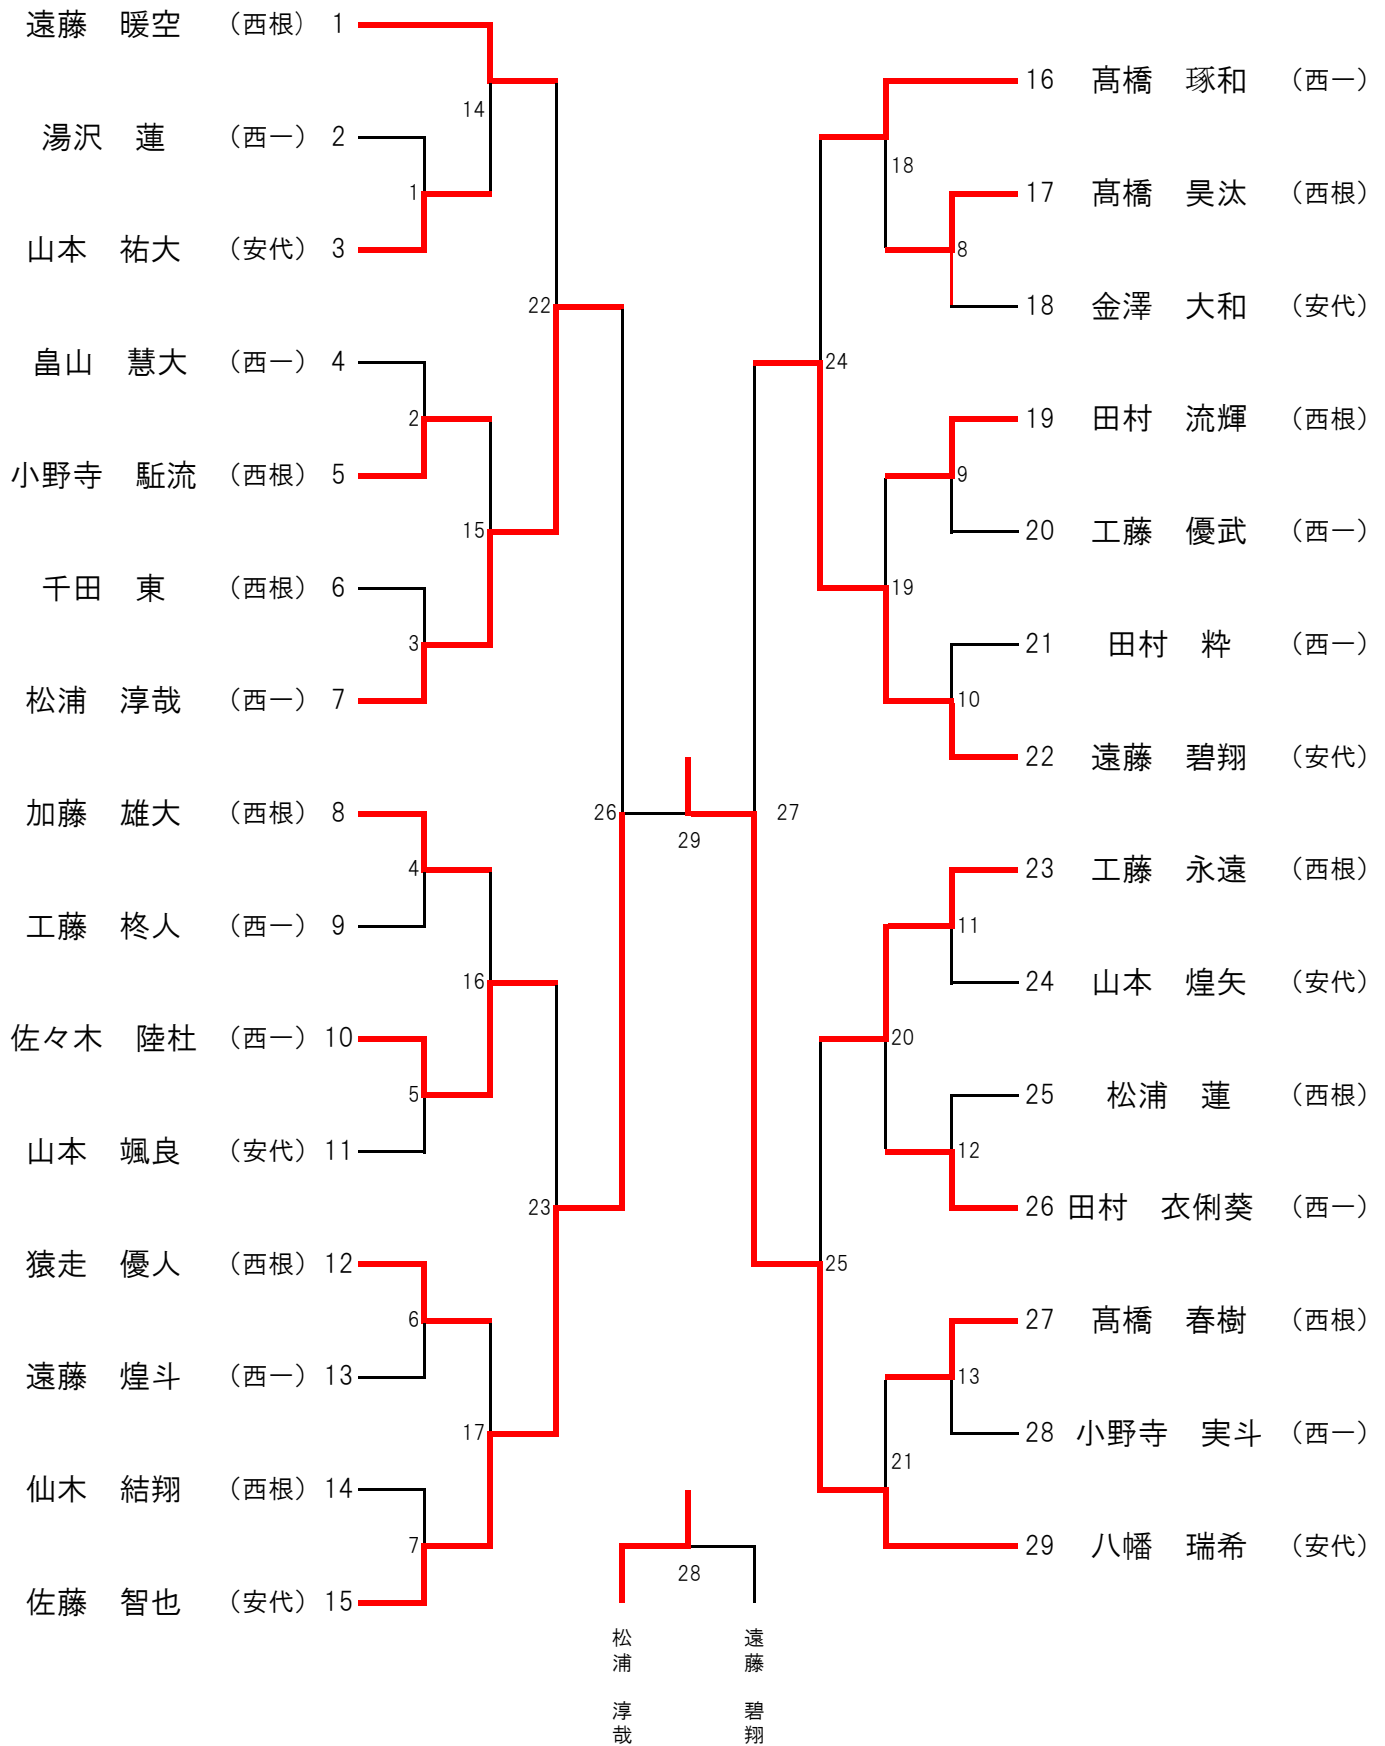 遠藤　暖空　（西根）　1
湯沢　蓮　（西一）　2
山本　祐大　（安代）　3
畠山　慧大　（西一）　4
小野寺　駈流　（西根）　5
千田　東　（西根）　6
松浦　淳哉　（西一）　7
加藤　雄大　（西根）　8
工藤　柊人　（西一）　9
佐々木　陸杜　（西一）　10
山本　颯良　（安代）　11
猿走　優人　（西根）　12
遠藤　煌斗　（西一）　13
仙木　結翔　（西根）　14
佐藤　智也　（安代）　15
1
2
3
4
5
6
7
14
15
16
17
22
23
26
29
27
24
25
18
19
20
21
8
9
10
11
12
13
16　髙橋　琢和　（西一）
17　髙橋　昊汰　（西根）
18　金澤　大和　（安代）
19　田村　流輝　（西根）
20　工藤　優武　（西一）
21　田村　粋　（西一）
22　遠藤　碧翔　（安代）
23　工藤　永遠　（西根）
24　山本　煌矢　（安代）
25　松浦　蓮　（西根）
26　田村　衣俐葵　（西一）
27　髙橋　春樹　（西根）
28　小野寺　実斗　（西一）
29　八幡　瑞希　（安代）
28
松浦　淳哉
遠藤　碧翔